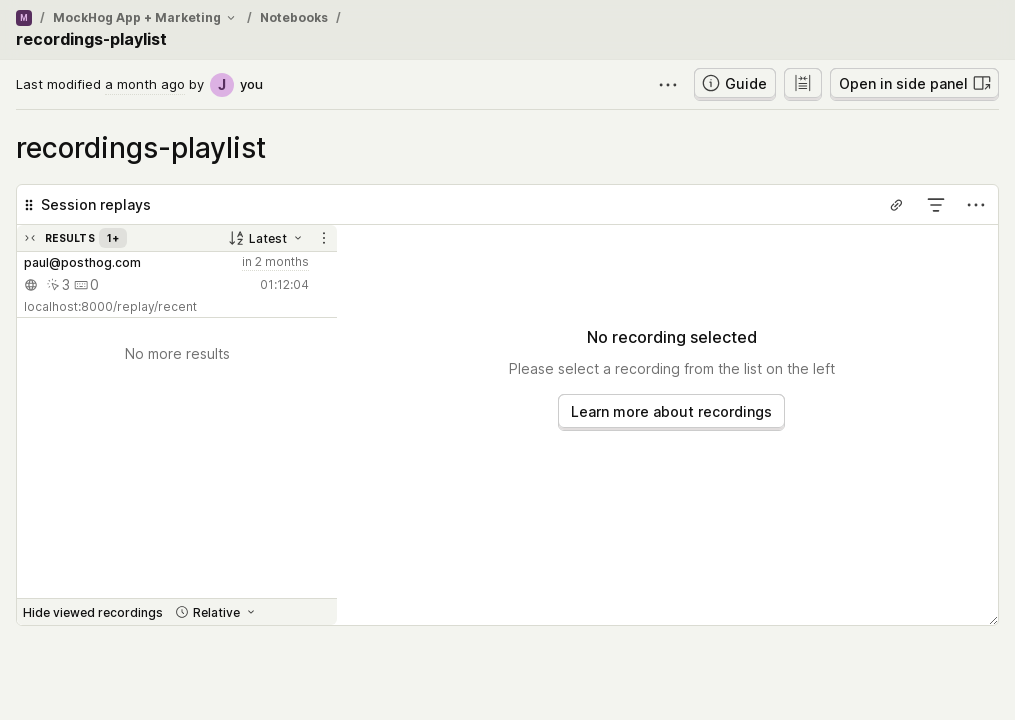 M / MockHog App + Marketing / Notebooks /
recordings-playlist
Last modified a month ago by J you
Guide
Open in side panel
recordings-playlist
Session replays
RESULTS 1+
Latest
paul@posthog.com
in 2 months
3 0
01:12:04
localhost:8000/replay/recent
No more results
Hide viewed recordings
Relative
No recording selected
Please select a recording from the list on the left
Learn more about recordings